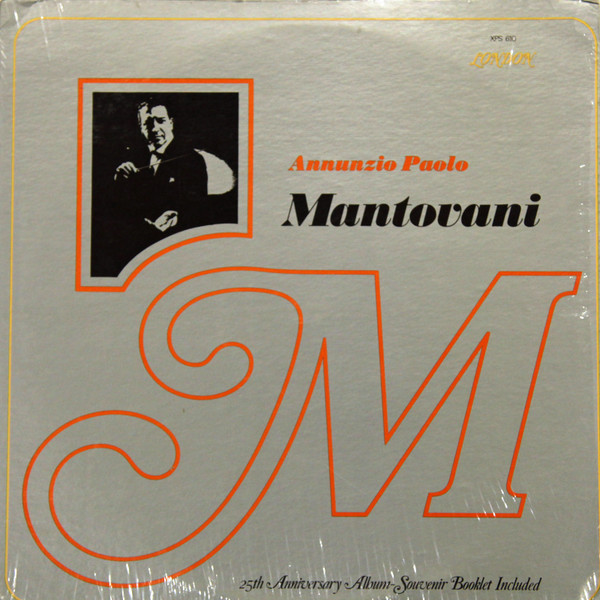 XPS 610
LONDON
Annunzio Paolo
Mantovani
M
25th Anniversary Album-Souvenir Booklet Included